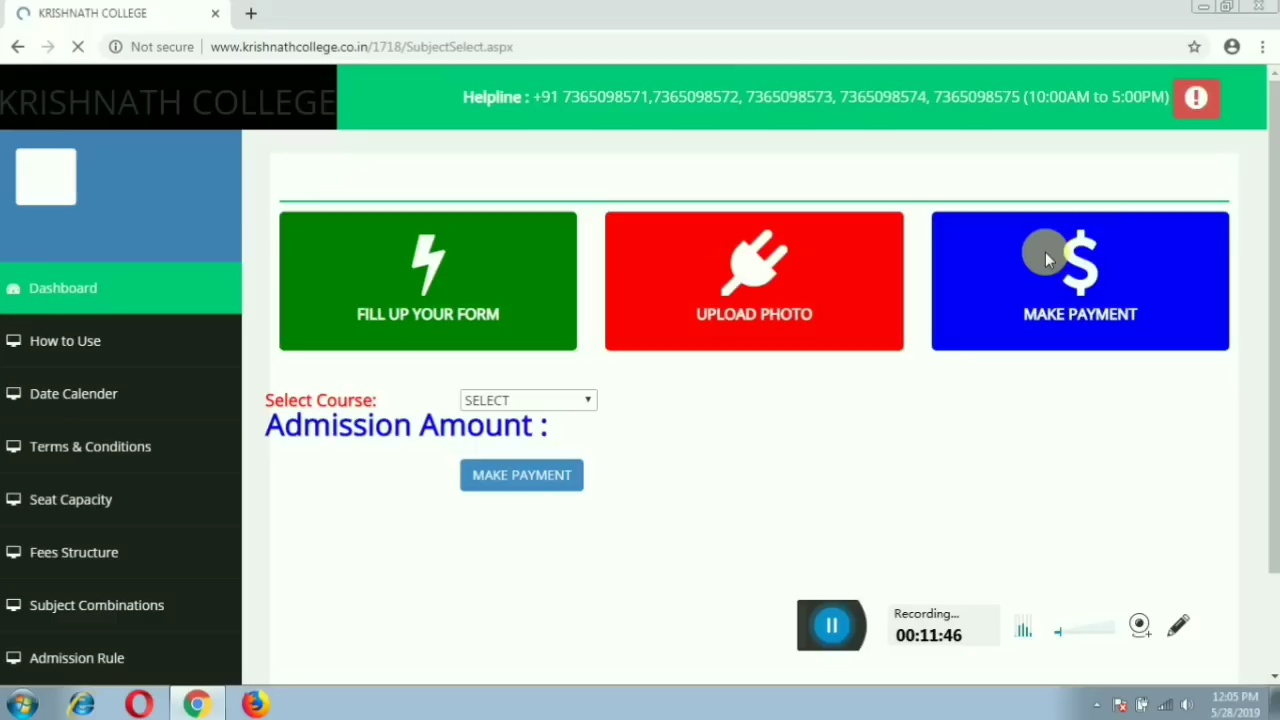 KRISHNATH COLLEGE
Not secure
www.krishnathcollege.co.in/1718/SubjectSelect.aspx
KRISHNATH COLLEGE
Helpline : +91 7365098571,7365098572, 7365098573, 7365098574, 7365098575 (10:00AM to 5:00PM)
Dashboard
How to Use
Date Calender
Terms & Conditions
Seat Capacity
Fees Structure
Subject Combinations
Admission Rule
FILL UP YOUR FORM
UPLOAD PHOTO
MAKE PAYMENT
Select Course: SELECT
Admission Amount :
MAKE PAYMENT
Recording...
00:11:46
12:05 PM
5/28/2019